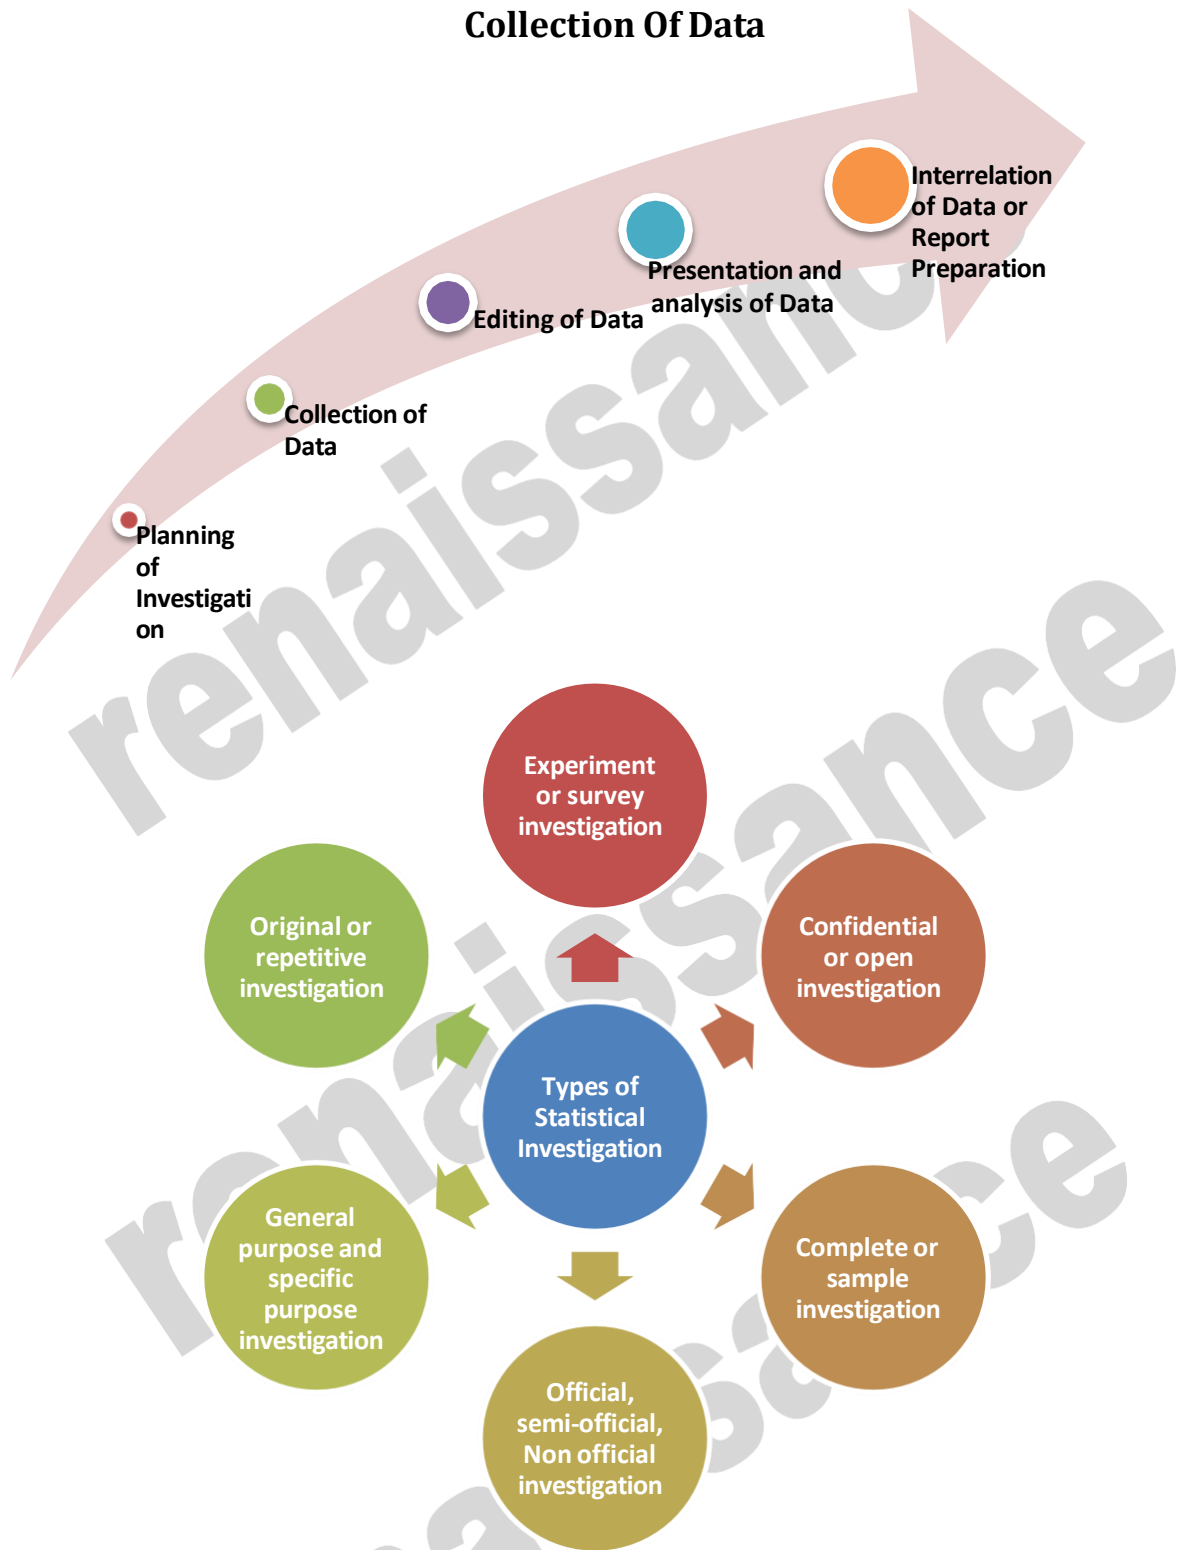 Collection Of Data
Interrelation
of Data or
Report
Preparation
Presentation and
analysis of Data
Editing of Data
Collection of
Data
Planning
of
Investigati
on
Experiment
or survey
investigation
Original or
repetitive
investigation
Confidential
or open
investigation
Types of
Statistical
Investigation
General
purpose and
specific
purpose
investigation
Complete or
sample
investigation
Official,
semi-official,
Non official
investigation
renaissance
renaissance